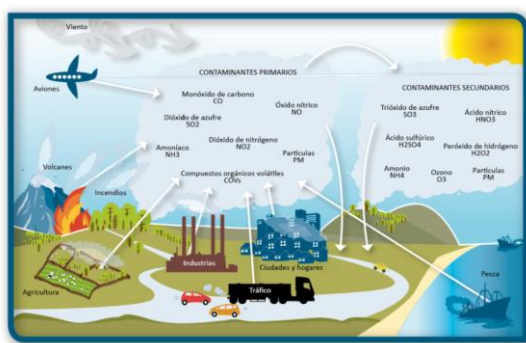 Viento
CONTAMINANTES PRIMARIOS
CONTAMINANTES SECUNDARIOS
Aviones
Monóxido de carbono
CO
Óxido nítrico
NO
Dióxido de azufre
SO2
Dióxido de nitrógeno
NO2
Amoníaco
NH3
Partículas
PM
Compuestos orgánicos volátiles
COVs
Trióxido de azufre
SO3
Ácido nítrico
HNO3
Ácido sulfúrico
H2SO4
Peróxido de hidrógeno
H2O2
Amonio
NH4
Ozono
O3
Partículas
PM
Volcanes
Incendios
Industrias
Ciudades y hogares
Agricultura
Tráfico
Pesca